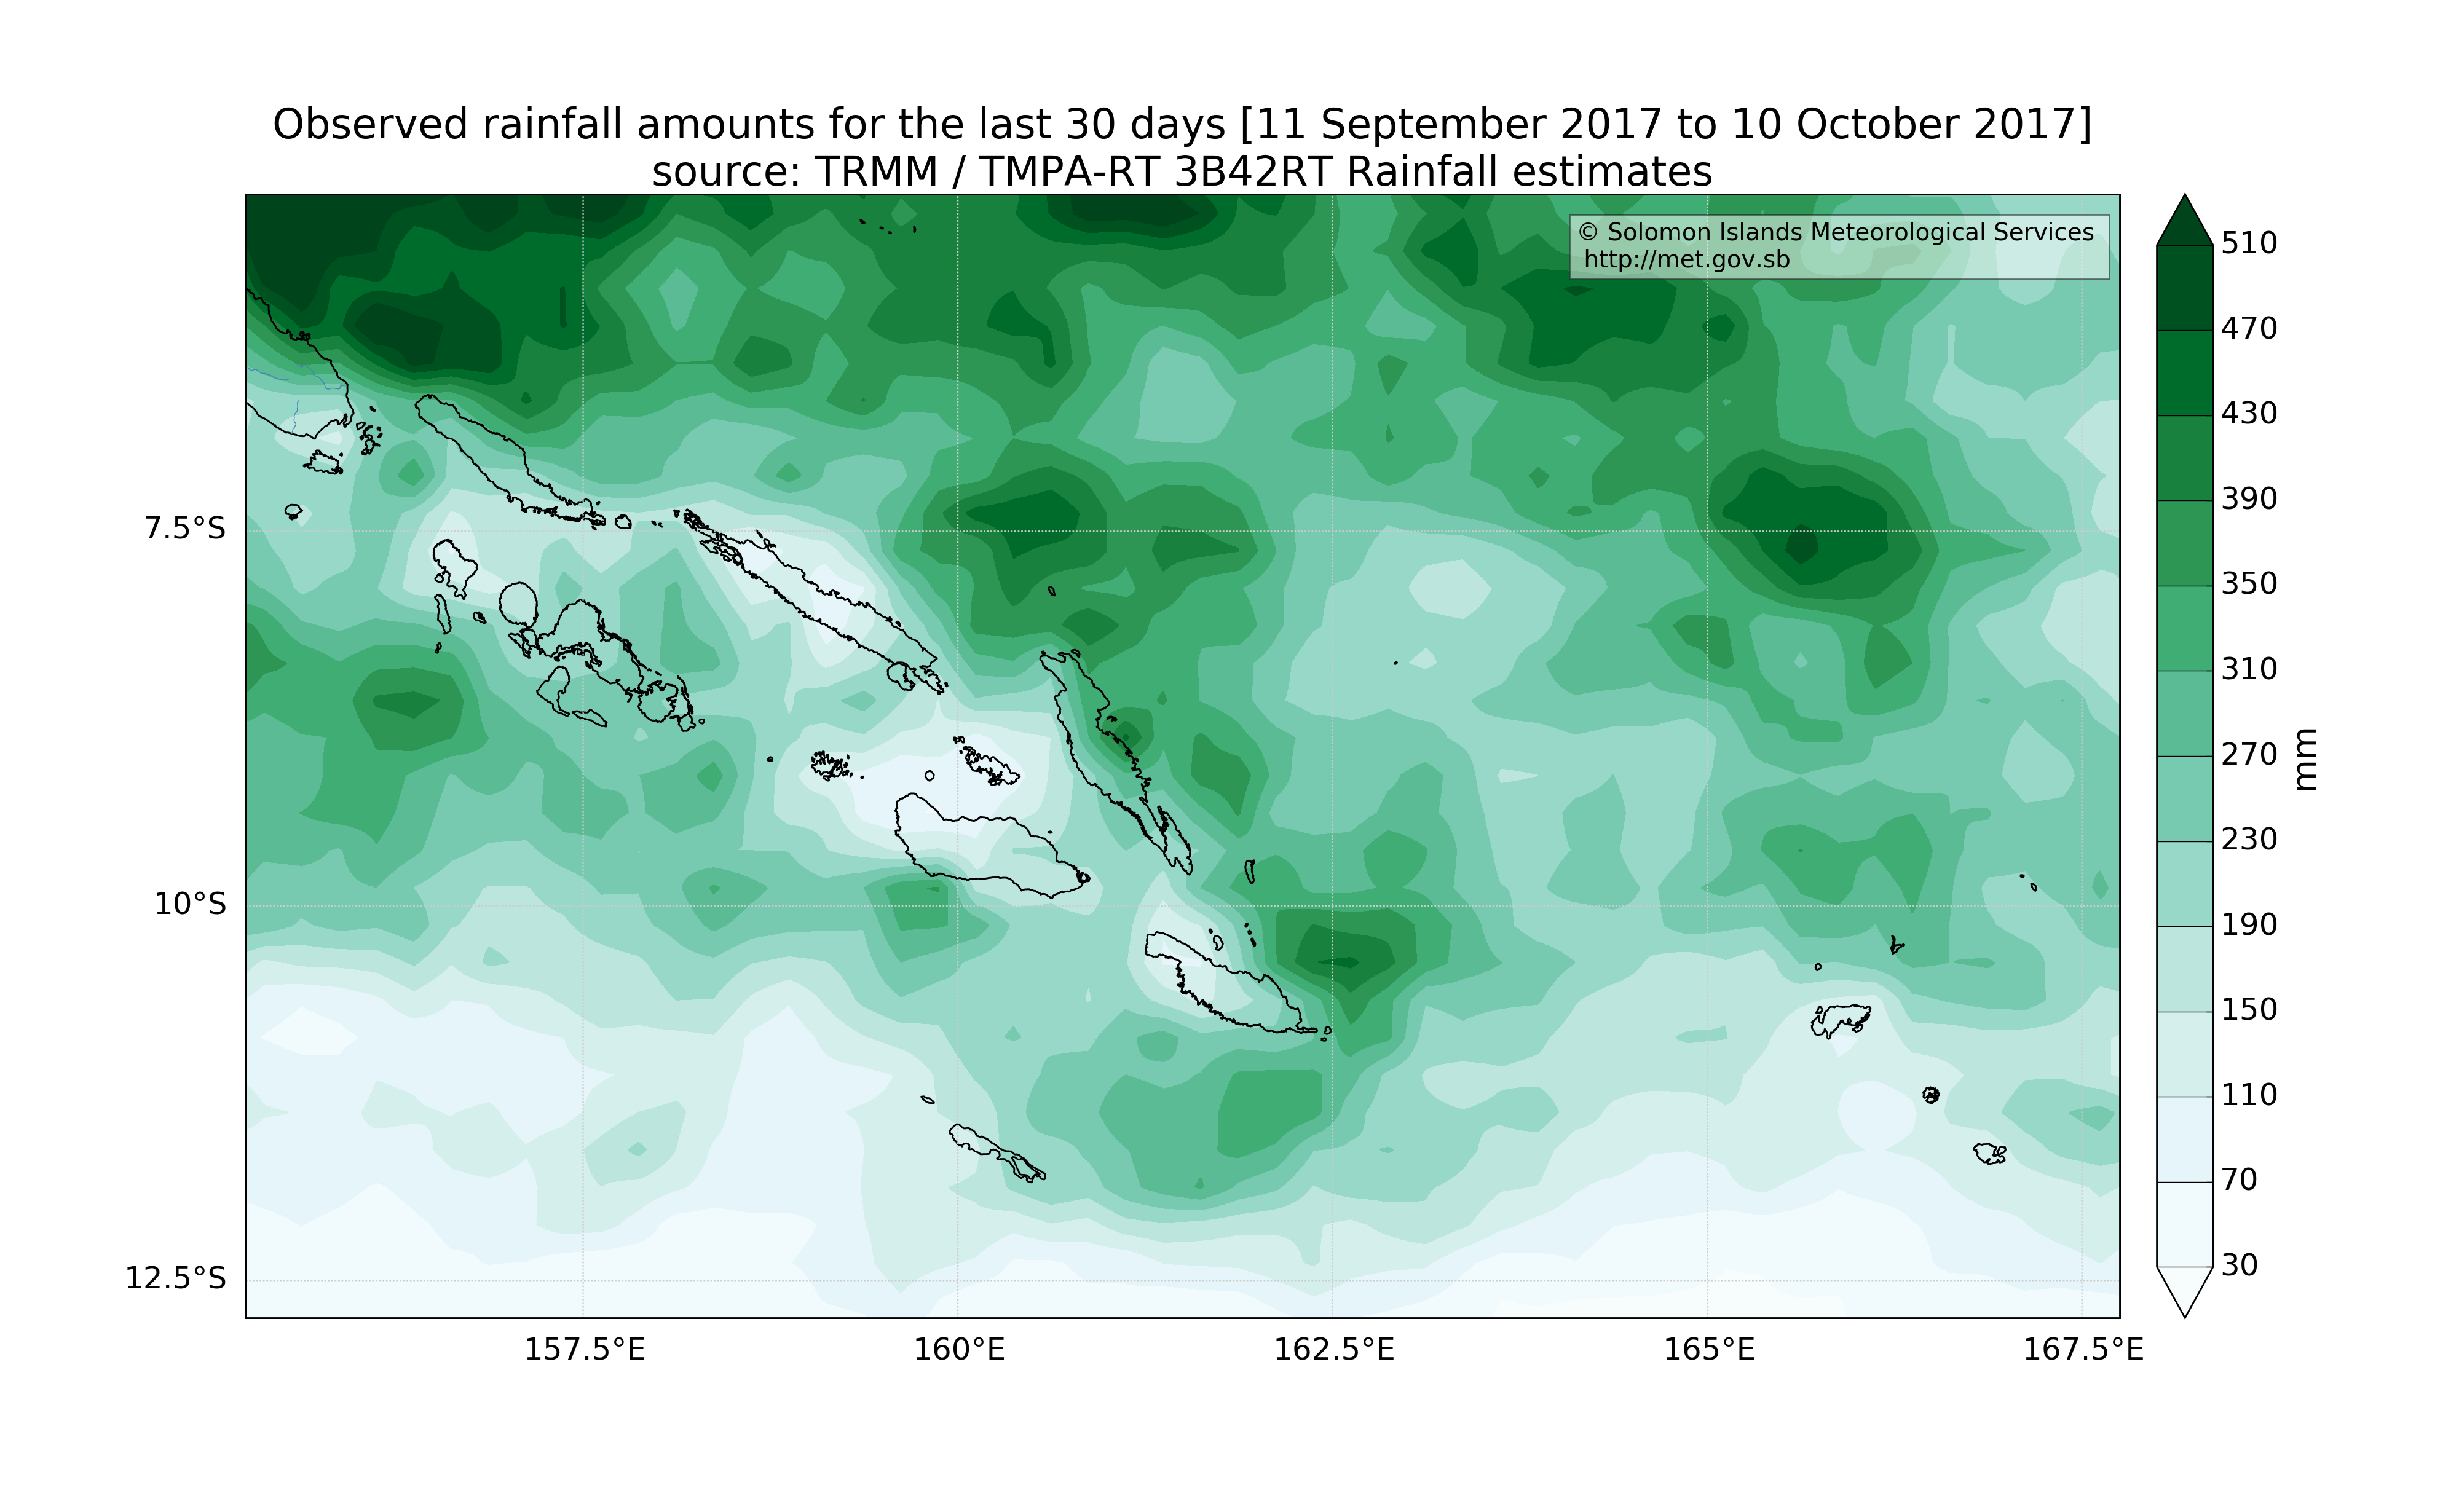 Observed rainfall amounts for the last 30 days [11 September 2017 to 10 October 2017]
source: TRMM / TMPA-RT 3B42RT Rainfall estimates
© Solomon Islands Meteorological Services
http://met.gov.sb
7.5°S
10°S
12.5°S
157.5°E
160°E
162.5°E
165°E
167.5°E
510
470
430
390
350
310
270
230
190
150
110
70
30
mm